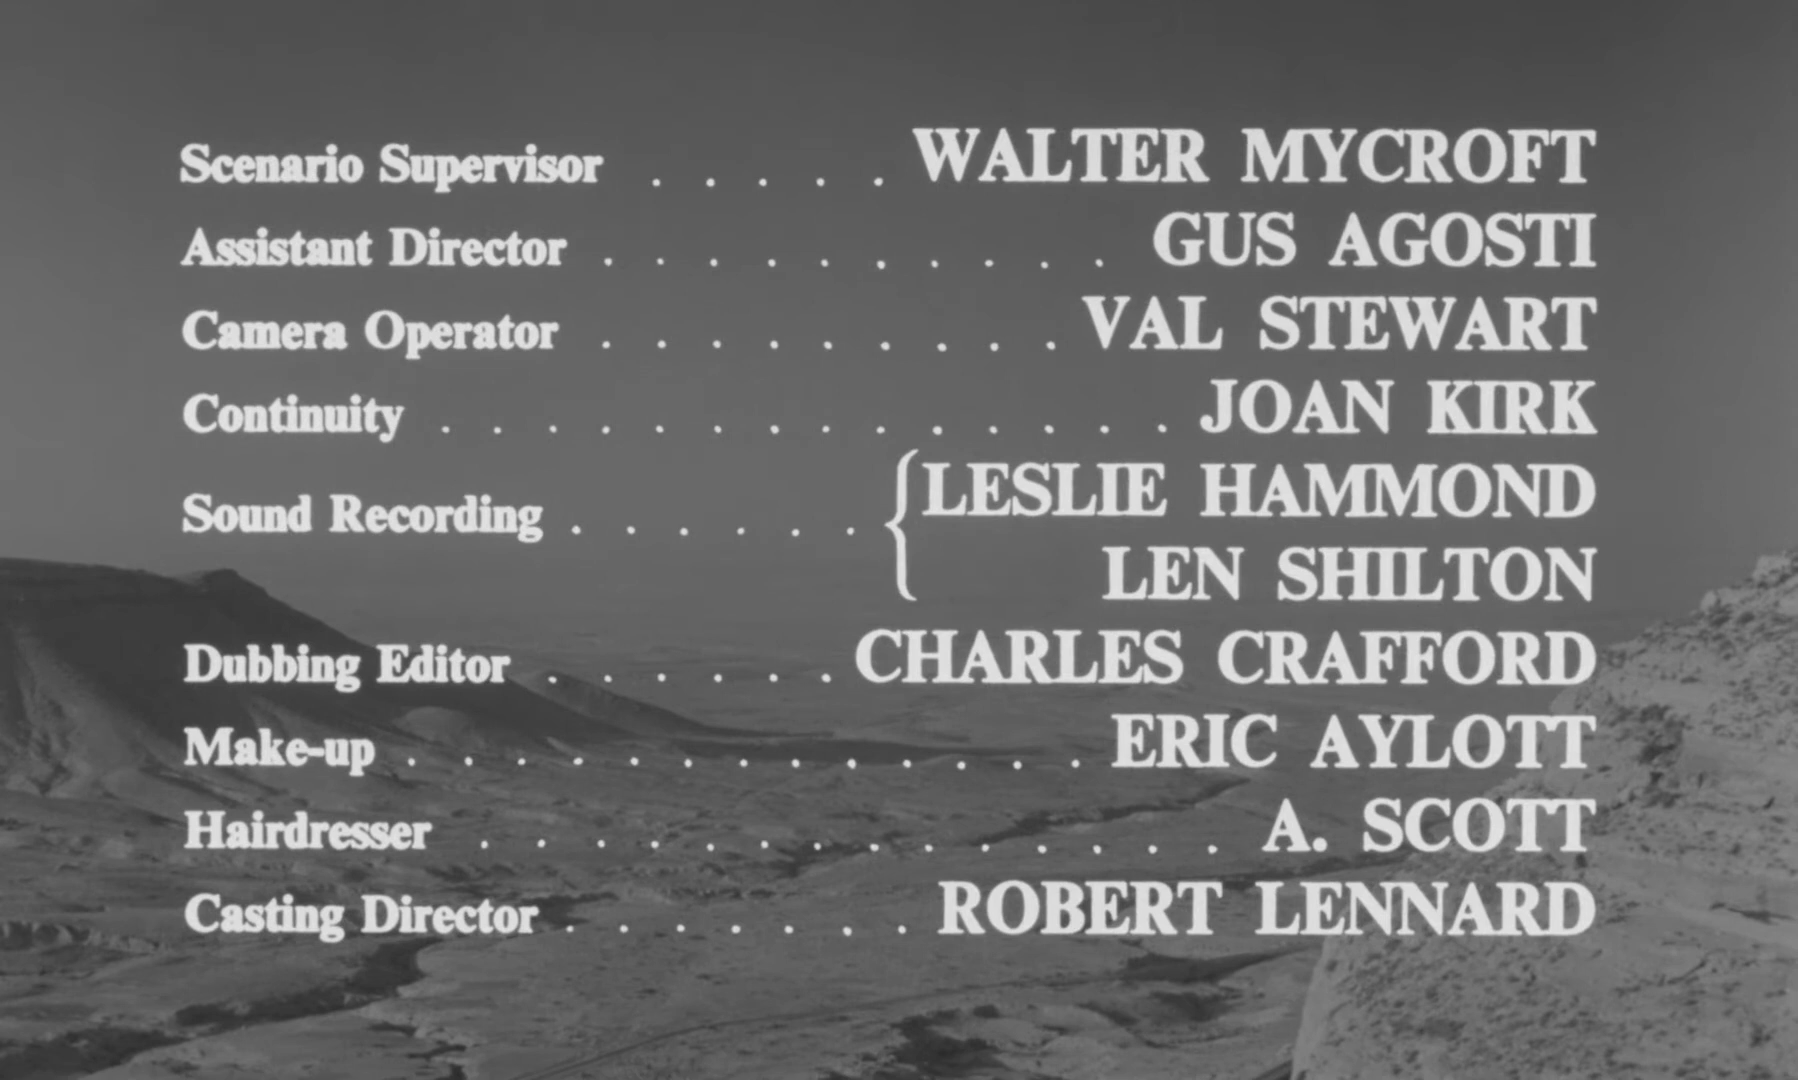 Scenario Supervisor . . . . . WALTER MYCROFT
Assistant Director . . . . . . . . . . GUS AGOSTI
Camera Operator . . . . . . . . . VAL STEWART
Continuity . . . . . . . . . . . . . . JOAN KIRK
Sound Recording . . . . . . { LESLIE HAMMOND
LEN SHILTON
Dubbing Editor . . . . . . CHARLES CRAFFORD
Make-up . . . . . . . . . . . . . ERIC AYLOTT
Hairdresser . . . . . . . . . . . . . . A. SCOTT
Casting Director . . . . . . . ROBERT LENNARD